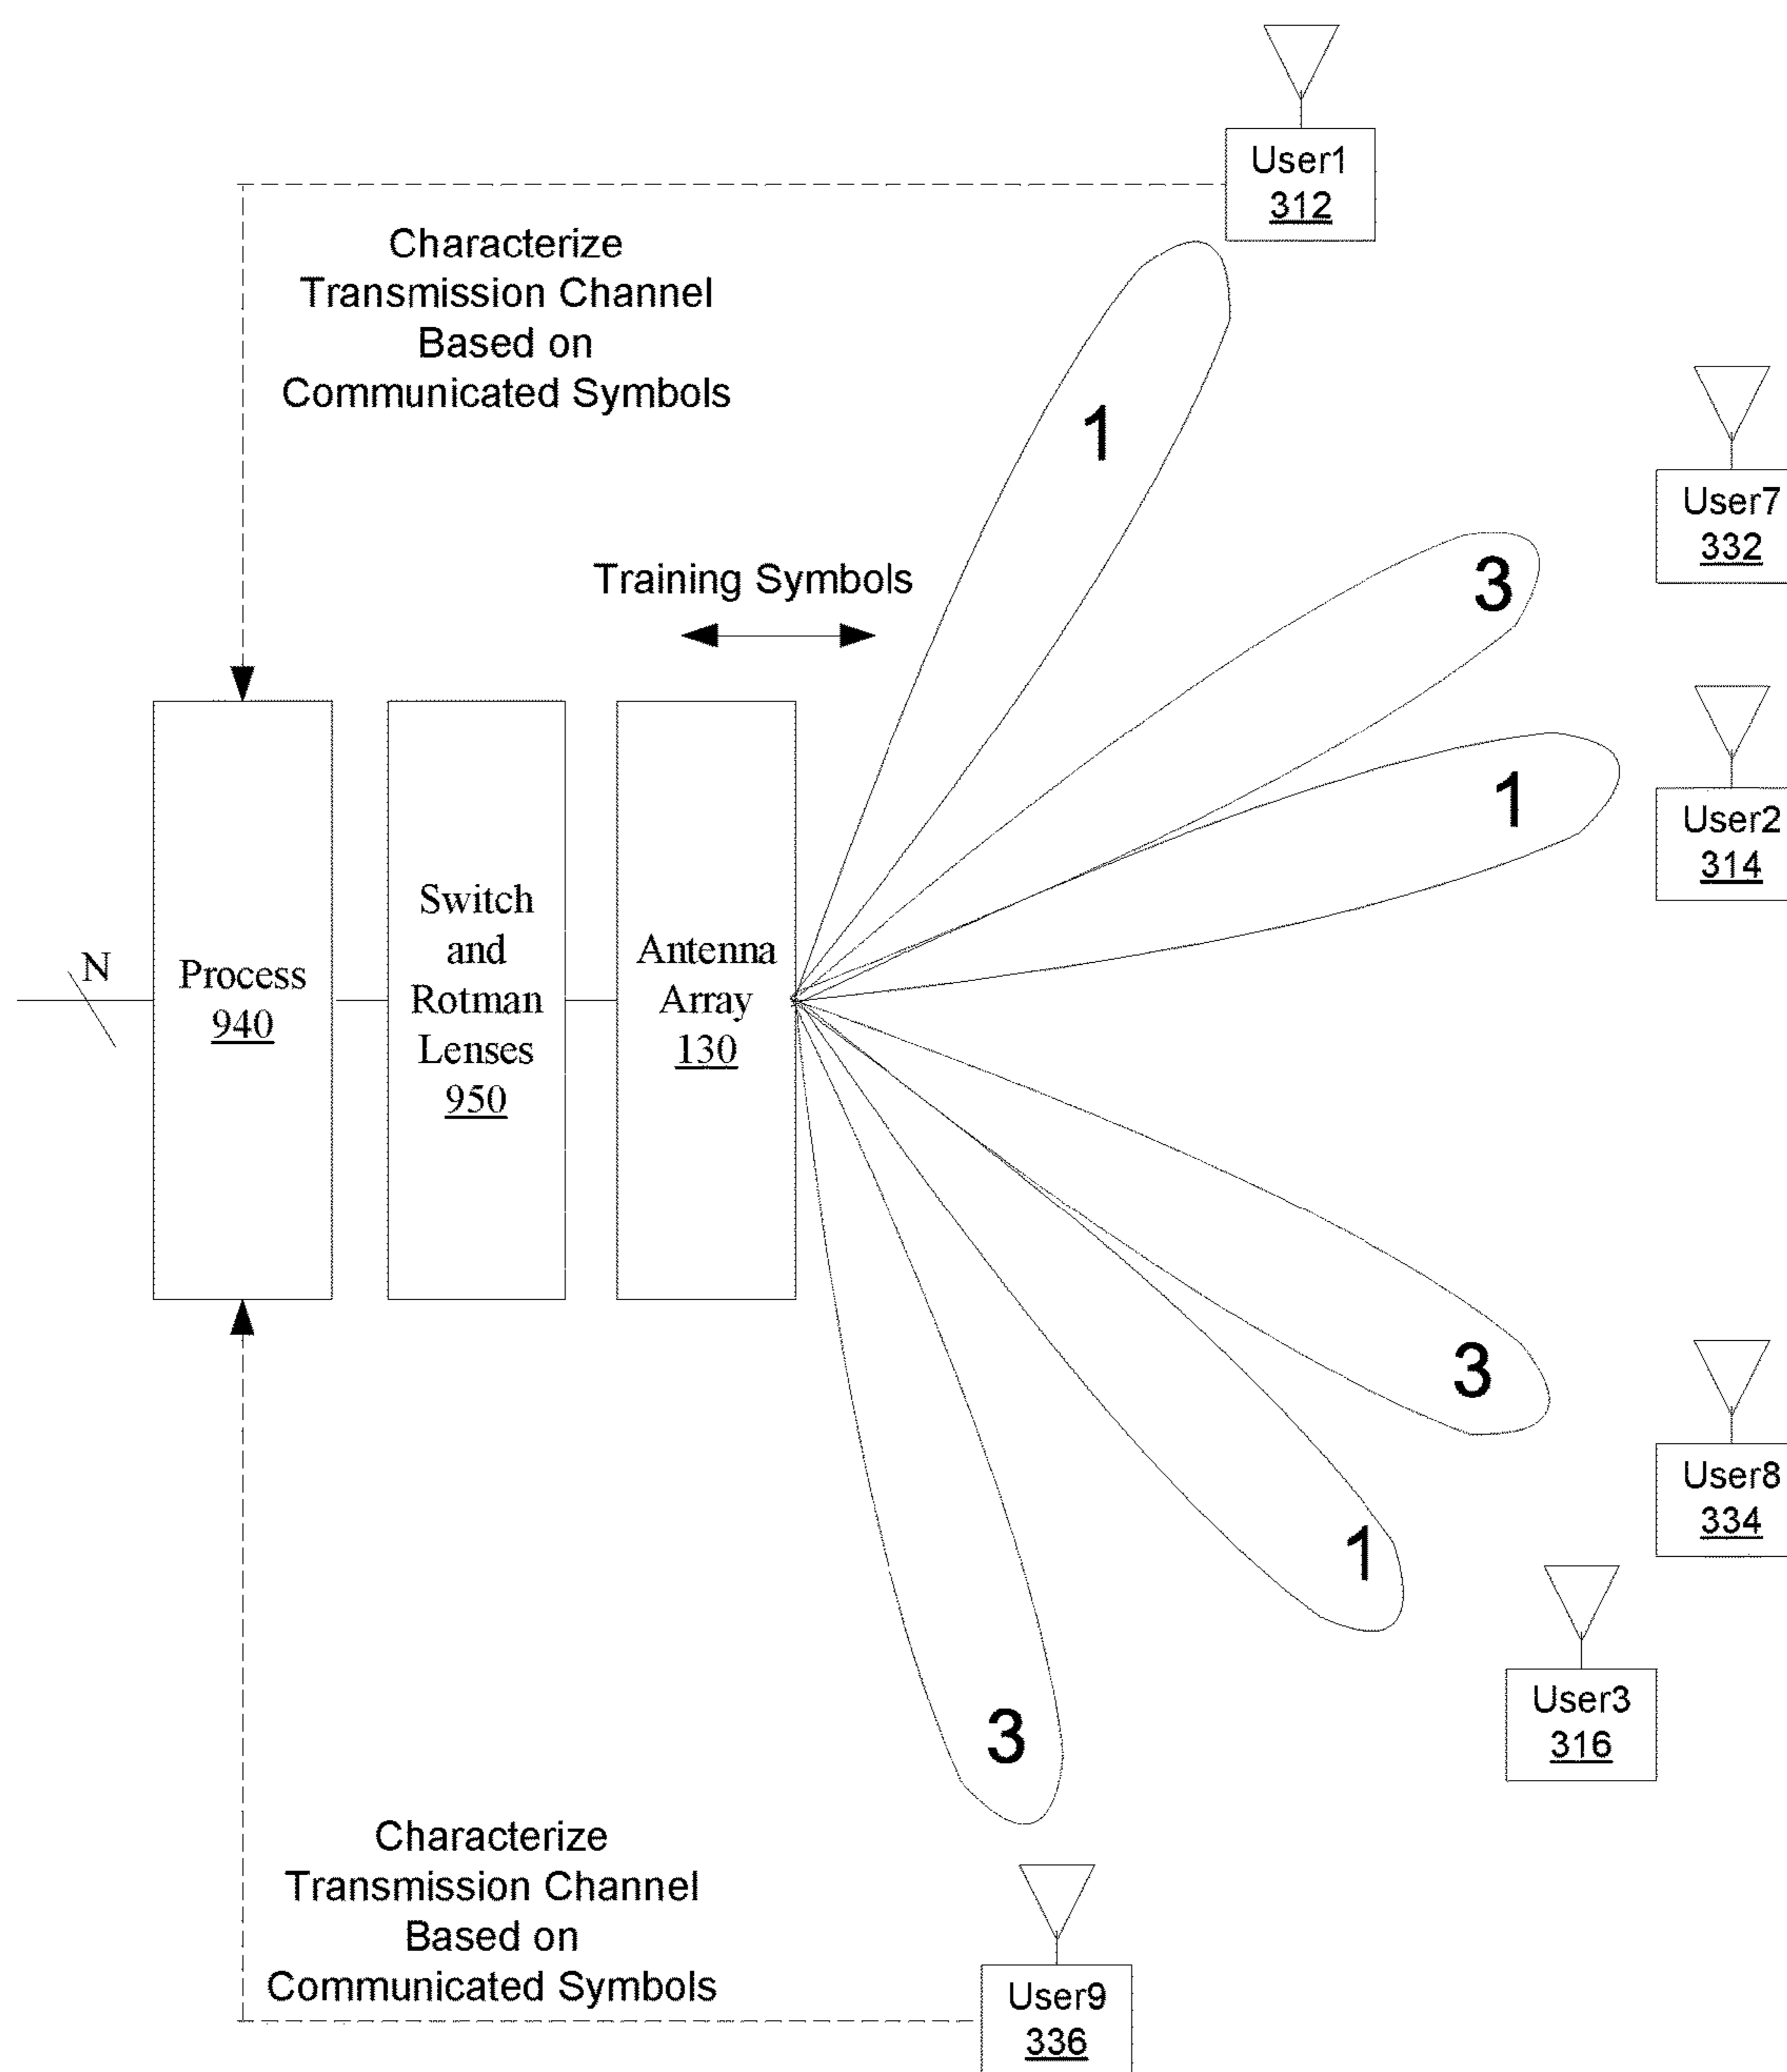 User1
312
Characterize
Transmission Channel
Based on
Communicated Symbols
1
User7
332
Training Symbols
3
User2
314
1
N
Process
940
Switch
and
Rotman
Lenses
950
Antenna
Array
130
3
User8
334
1
User3
316
3
Characterize
Transmission Channel
Based on
Communicated Symbols
User9
336